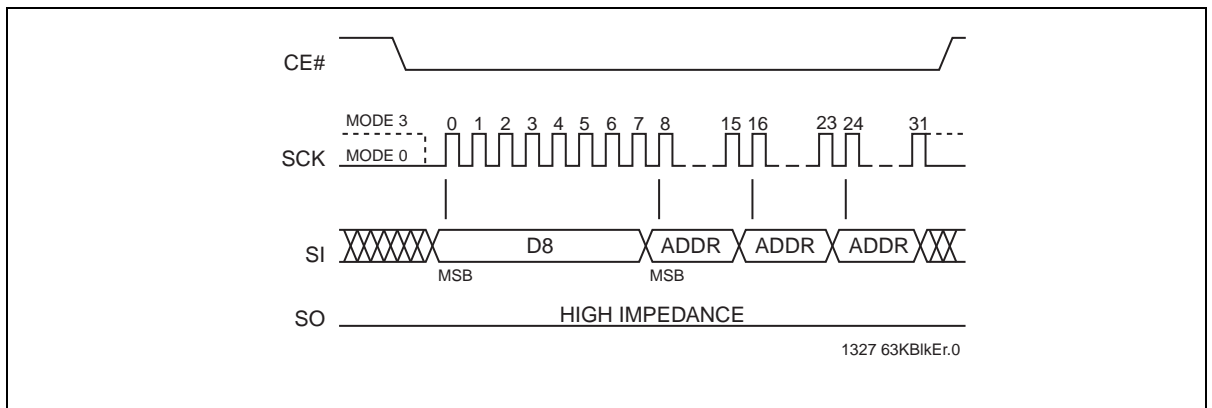 CE#
MODE 3
0 1 2 3 4 5 6 7 8 15 16 23 24 31
SCK
MODE 0
SI
D8 ADDR ADDR ADDR
MSB MSB
SO
HIGH IMPEDANCE
1327 63KBlkEr.0